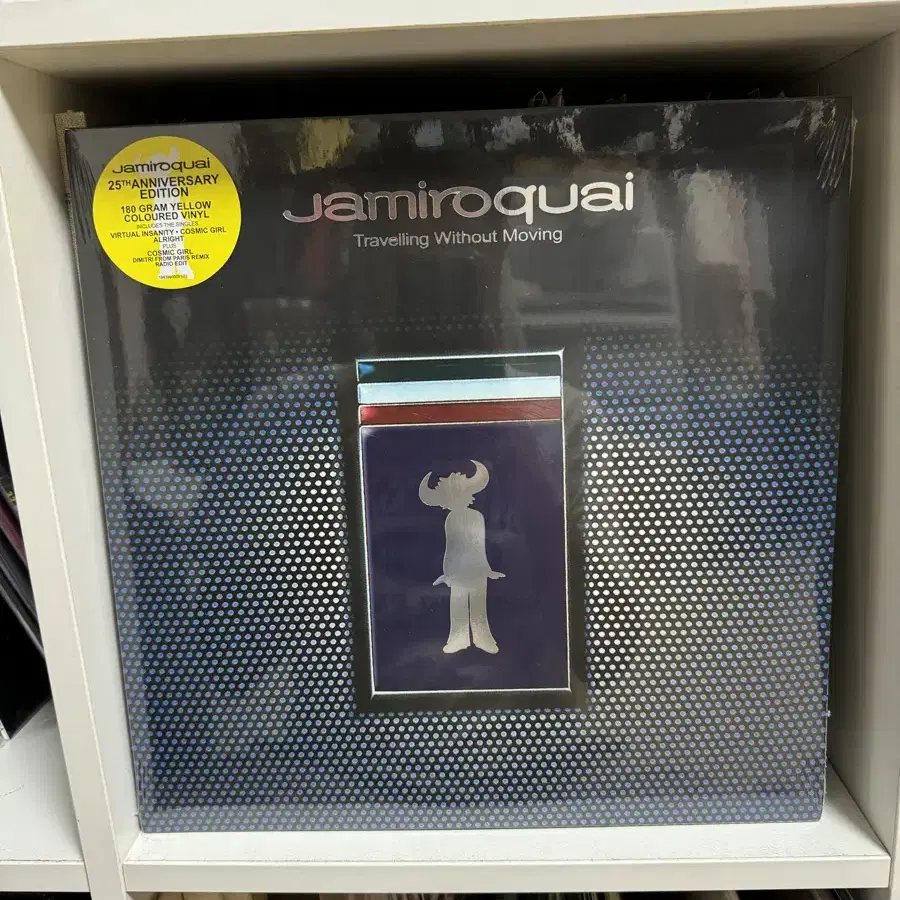 Jamiroquai
25TH ANNIVERSARY
EDITION
180 GRAM YELLOW
COLOURED VINYL
INCLUDES THE SINGLES
VIRTUAL INSANITY • COSMIC GIRL
ALRIGHT
PLUS
COSMIC GIRL
DIMITRI FROM PARIS REMIX
RADIO EDIT
Jamiroquai
Travelling Without Moving